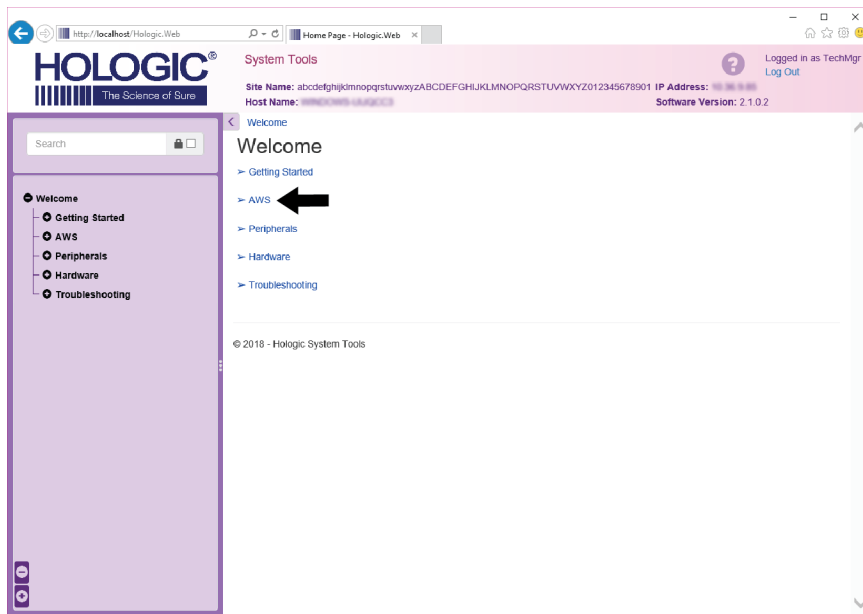 http://localhost/Hologic.Web
Home Page - Hologic.Web
HOLOGIC®
The Science of Sure
System Tools
Logged in as TechMgr
Log Out
Site Name: abcdefghijklmnopqrstuvwxyzABCDEFGHIJKLMNOPQRSTUVWXYZ012345678901 IP Address:
Host Name:
Software Version: 2.1.0.2
Search
Welcome
Getting Started
AWS
Peripherals
Hardware
Troubleshooting
Welcome
Welcome
➢ Getting Started
➢ AWS
➢ Peripherals
➢ Hardware
➢ Troubleshooting
© 2018 - Hologic System Tools